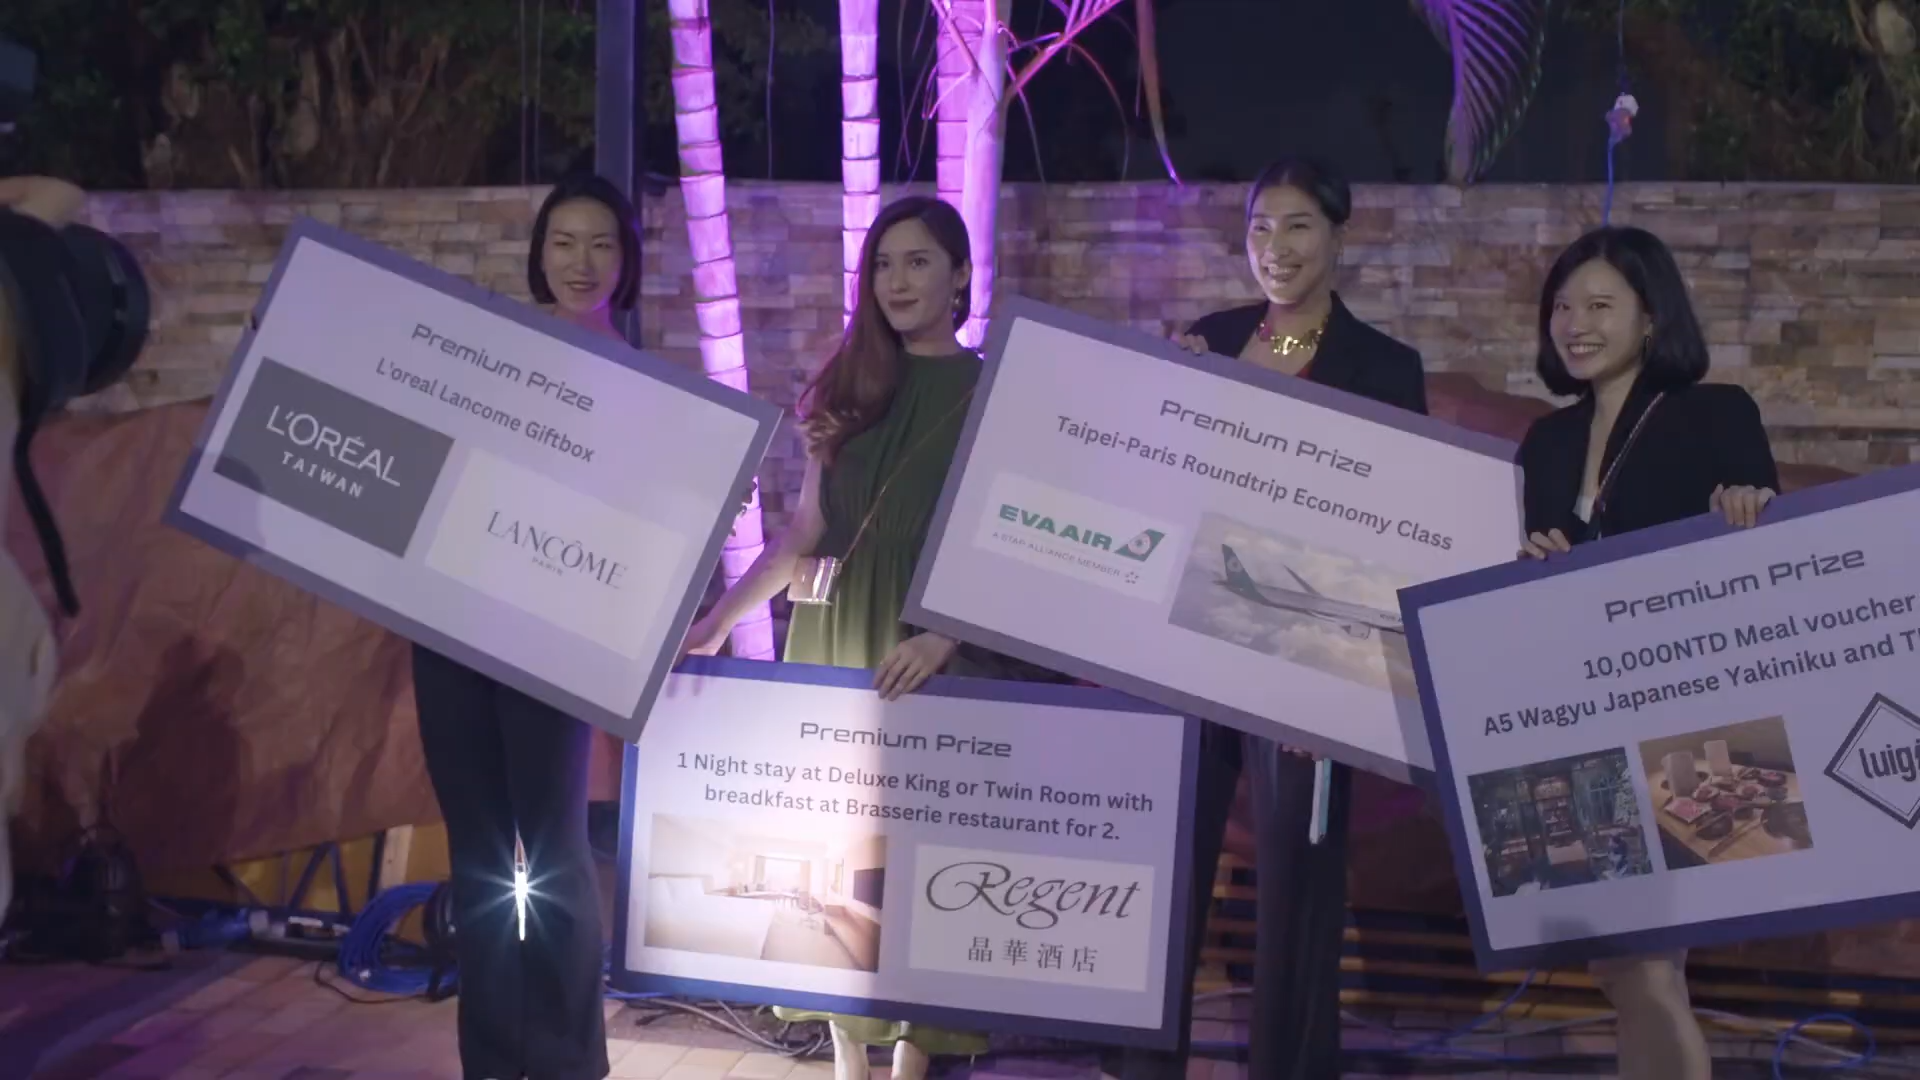 Premium Prize
L'oreal Lancome Giftbox
L'ORÉAL
TAIWAN
LANCÔME
PARIS
Premium Prize
1 Night stay at Deluxe King or Twin Room with
breadkfast at Brasserie restaurant for 2.
Regent
晶華酒店
Premium Prize
Taipei-Paris Roundtrip Economy Class
EVA AIR
A STAR ALLIANCE MEMBER
Premium Prize
10,000NTD Meal voucher
A5 Wagyu Japanese Yakiniku and